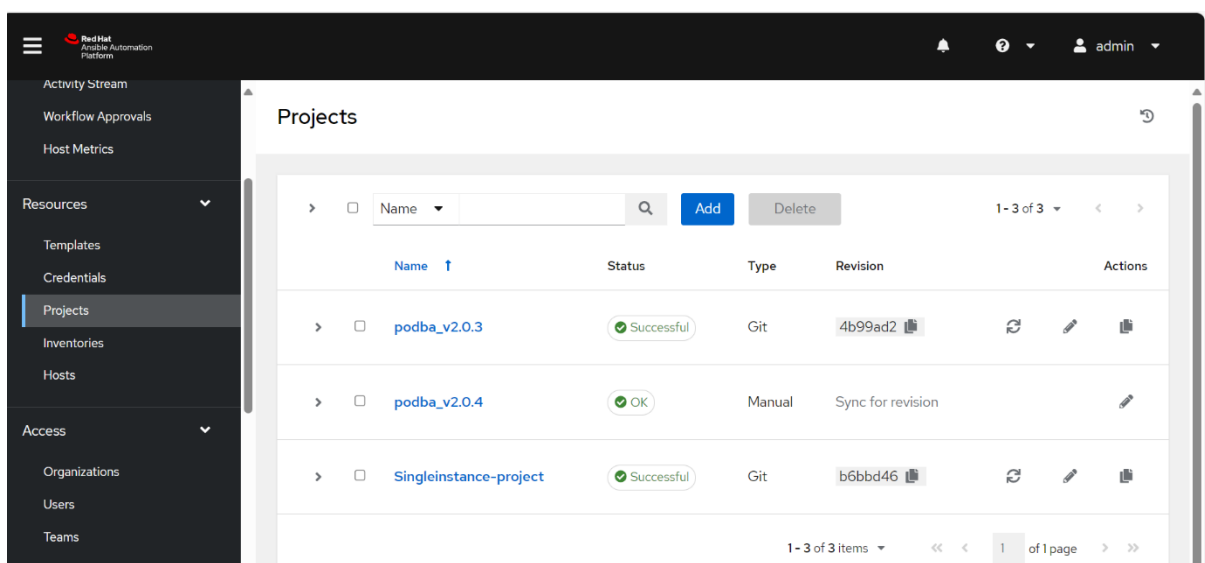 Red Hat
Ansible Automation
Platform
admin
Activity Stream
Workflow Approvals
Host Metrics
Resources
Templates
Credentials
Projects
Inventories
Hosts
Access
Organizations
Users
Teams
Projects
Name Add Delete 1 - 3 of 3
Name Status Type Revision Actions
podba_v2.0.3 Successful Git 4b99ad2
podba_v2.0.4 OK Manual Sync for revision
Singleinstance-project Successful Git b6bbd46
1 - 3 of 3 items 1 of 1 page